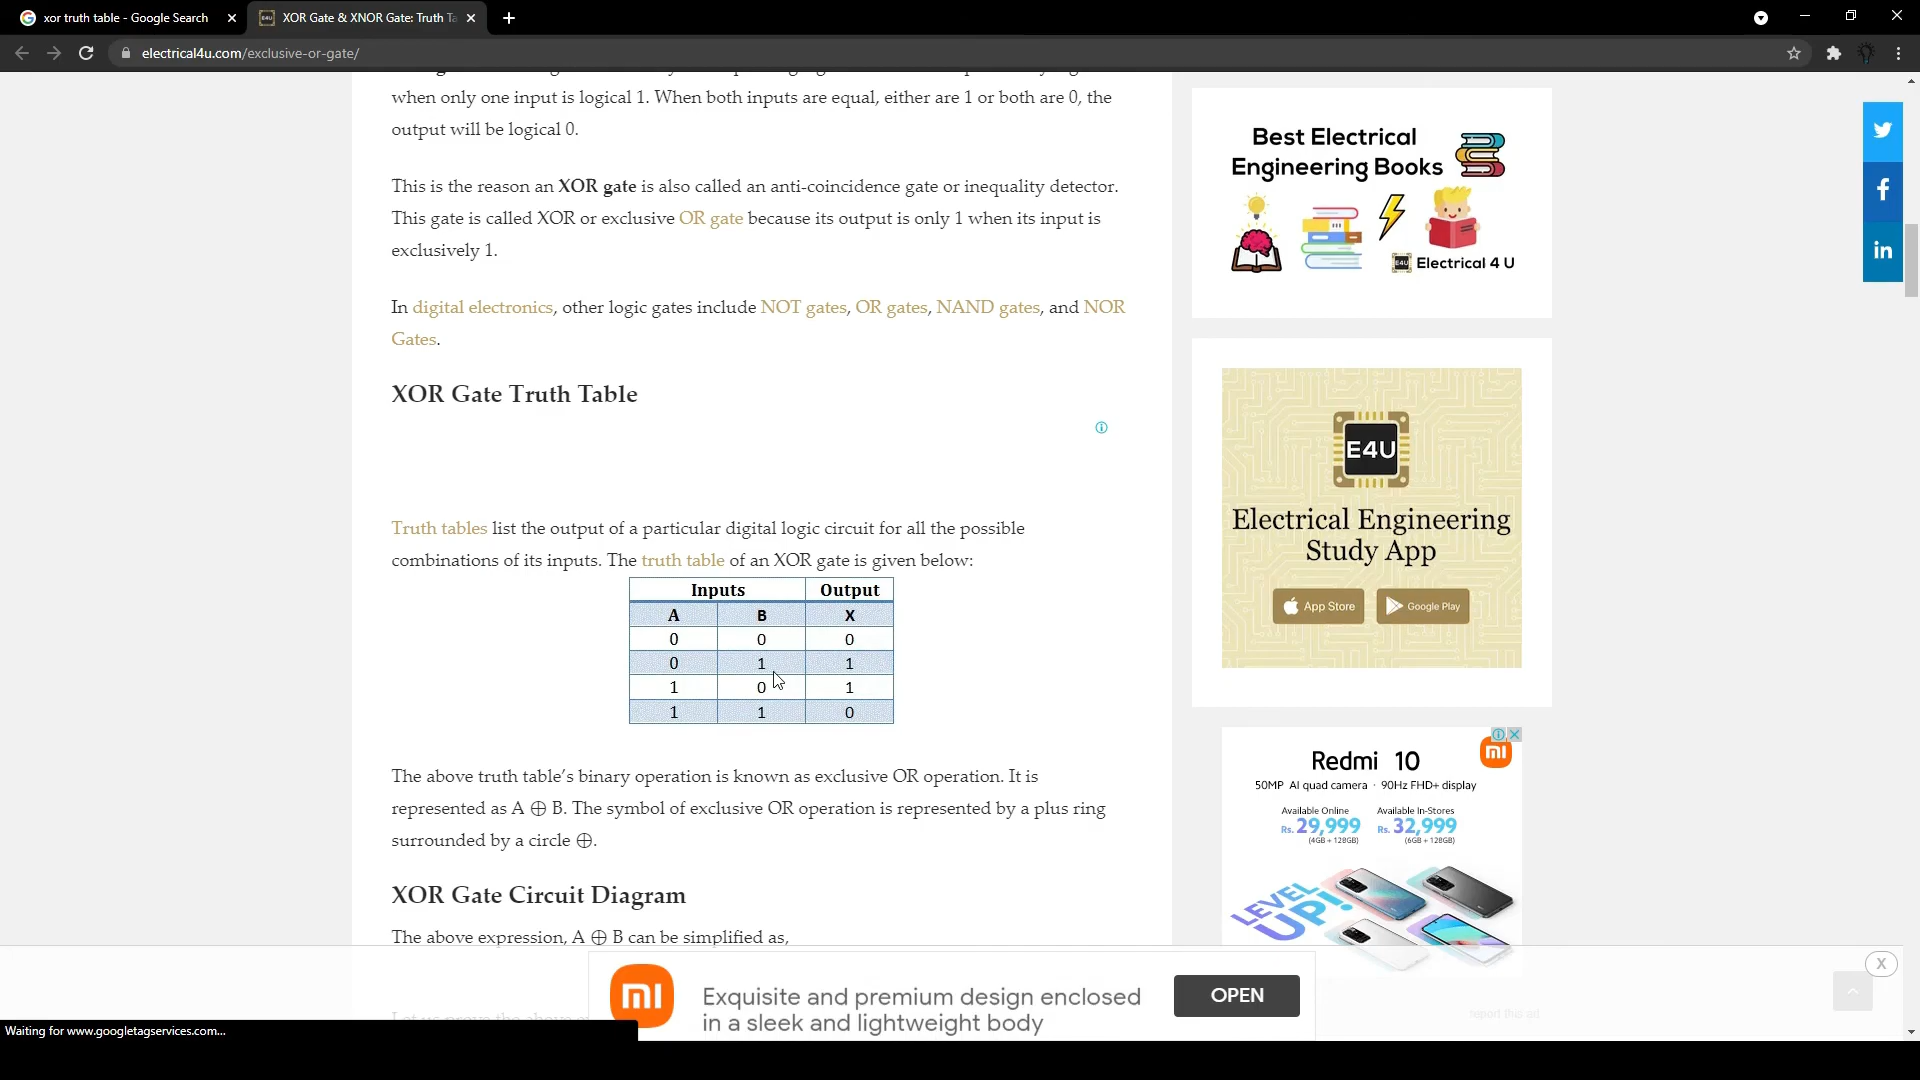 xor truth table - Google Search
XOR Gate & XNOR Gate: Truth Ta
electrical4u.com/exclusive-or-gate/
when only one input is logical 1. When both inputs are equal, either are 1 or both are 0, the
output will be logical 0.
This is the reason an XOR gate is also called an anti-coincidence gate or inequality detector.
This gate is called XOR or exclusive OR gate because its output is only 1 when its input is
exclusively 1.
In digital electronics, other logic gates include NOT gates, OR gates, NAND gates, and NOR
Gates.
XOR Gate Truth Table
Truth tables list the output of a particular digital logic circuit for all the possible
combinations of its inputs. The truth table of an XOR gate is given below:
Inputs Output
A B X
0 0 0
0 1 1
1 0 1
1 1 0
The above truth table's binary operation is known as exclusive OR operation. It is
represented as A ⊕ B. The symbol of exclusive OR operation is represented by a plus ring
surrounded by a circle ⊕.
XOR Gate Circuit Diagram
The above expression, A ⊕ B can be simplified as,
Best Electrical
Engineering Books
E4U Electrical 4 U
E4U
Electrical Engineering
Study App
App Store Google Play
Redmi 10
50MP AI quad camera · 90Hz FHD+ display
Available Online Available In-Stores
Rs. 29,999 Rs. 32,999
(4GB + 128GB) (6GB + 128GB)
LEVEL
UP!
mi
in
mi
Exquisite and premium design enclosed
in a sleek and lightweight body
OPEN
X
report this ad
Waiting for www.googletagservices.com...